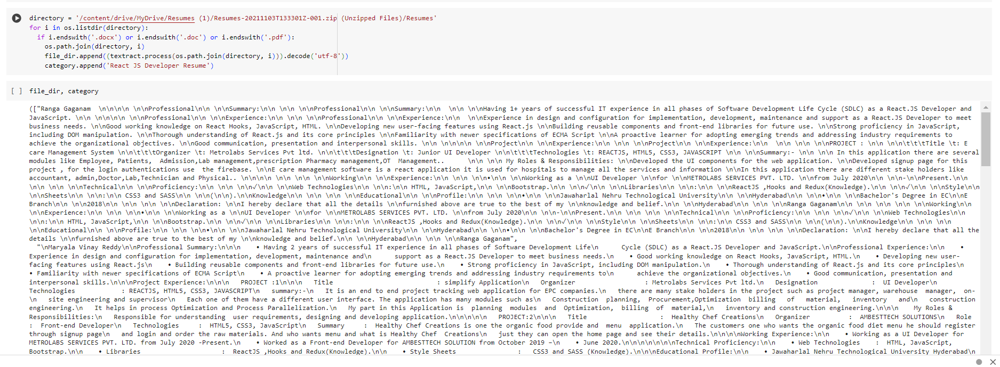 directory = '/content/drive/MyDrive/Resumes (1)/Resumes-20211103T133301Z-001.zip (Unzipped Files)/Resumes'
for i in os.listdir(directory):
  if i.endswith('.docx') or i.endswith('.doc') or i.endswith('.pdf'):
    os.path.join(directory, i)
    file_dir.append((textract.process(os.path.join(directory, i))).decode('utf-8'))
    category.append('React JS Developer Resume')
[ ] file_dir, category
(["Ranga Gaganam  \n\n\n\n \n\nProfessional\n\n \n\nSummary:\n\n \n\n \n\nProfessional\n\n \n\nSummary:\n\n  \n\n \n\nHaving 1+ years of successful IT experience in all phases of Software Development Life Cycle (SDLC) as a React.JS Developer and
JavaScript. \n\n \n\n\n\n \n\nProfessional\n\n \n\nExperience:\n\n \n\n \n\nProfessional\n\n \n\nExperience:\n\n  \n\nExperience in design and configuration for implementation, development, maintenance and support as a React.JS Developer to meet
business needs. \n\nGood working knowledge on React Hooks, JavaScript, HTML. \n\nDeveloping new user-facing features using React.js \n\nBuilding reusable components and front-end libraries for future use. \n\nStrong proficiency in JavaScript,
including DOM manipulation. \n\nThorough understanding of React.js and its core principles \n\nFamiliarity with newer specifications of ECMA Script \n\nA proactive learner for adopting emerging trends and addressing industry requirements to
achieve the organizational objectives. \n\nGood communication, presentation and interpersonal skills. \n\n \n\n\n\n \n\nProject\n\n \n\nExperience:\n\n \n\n \n\nProject\n\n \n\nExperience:\n\n  \n\n\n \n\nPROJECT : \n\n \n\n\t\t\tTitle \t: E
care Management System \n\n\t\t\tOrganizer \t: Metrolabs Services Pvt ltd. \n\n\t\t\tDesignation \t: Junior UI Developer \n\n\t\t\tTechnologies \t: REACTJS, HTML5, CSS3, JAVASCRIPT \n\n \n\nSummary:- \n\n \n\n In this application there are several
modules like Employee, Patients,  Admission,Lab management,prescription Pharmacy management,OT  Management..      \n\n \n\n My Roles & Responsibilities: \n\nDeveloped the UI components for the web application. \n\nDeveloped signup page for this
project , for the login authentications use  the firebase. \n\nE care management software is a react application it is used for hospitals to manage all the services and information \n\nIn this application there are different stake holders like
accountant, admin,Doctor,Lab,Technician and Physical.. \n\n\n\n \n\n \n\n \n\nWorking\n\n \n\nExperience:\n\n \n\n \n\n•\n\n \n\nWorking as a \n\nUI Developer \n\nfor \n\nMETROLABS SERVICES PVT. LTD. \n\nfrom July 2020\n\n \n\n-\n\nPresent.\n\n
\n\n \n\n \n\nTechnical\n\n \n\nProficiency:\n\n \n\n \n\n√\n\n \n\nWeb Technologies\n\n \n\n:\n\n HTML, JavaScript,\n\n \n\nBootstrap.\n\n \n\n√\n\n \n\nLibraries\n\n \n\n:\n\n \n\nReactJS ,Hooks and Redux(Knowledge).\n\n \n\n√\n\n \n\nStyle\n\n
\n\nSheets\n\n \n\n:\n\n CSS3 and SASS\n\n \n\n(\n\n).\n\nKnowledge\n\n \n\n \n\n \n\nEducational\n\n \n\nProfile:\n\n \n\n \n\n•\n\n \n\nJawaharlal Nehru Technological University\n\n \n\nHyderabad\n\n \n\n•\n\n \n\nBachelor's Degree in EC\n\nE
Branch\n\n \n\n2018\n\n \n\n \n\n \n\nDeclaration: \n\nI hereby declare that all the details \n\nfurnished above are true to the best of my \n\nknowledge and belief.\n\n \n\nHyderabad\n\n \n\n \n\nRanga Gaganam\n\n \n\n \n\n \n\n \n\nWorking\n\n
\n\nExperience:\n\n \n\n \n\n•\n\n \n\nWorking as a \n\nUI Developer \n\nfor \n\nMETROLABS SERVICES PVT. LTD. \n\nfrom July 2020\n\n \n\n-\n\nPresent.\n\n \n\n \n\n \n\nTechnical\n\n \n\nProficiency:\n\n \n\n \n\n√\n\n \n\nWeb Technologies\n\n
\n\n:\n\n HTML, JavaScript,\n\n \n\nBootstrap.\n\n \n\n√\n\n \n\nLibraries\n\n \n\n:\n\n \n\nReactJS ,Hooks and Redux(Knowledge).\n\n \n\n√\n\n \n\nStyle\n\n \n\nSheets\n\n \n\n:\n\n CSS3 and SASS\n\n \n\n(\n\n).\n\nKnowledge\n\n \n\n \n\n
\n\nEducational\n\n \n\nProfile:\n\n \n\n \n\n•\n\n \n\nJawaharlal Nehru Technological University\n\n \n\nHyderabad\n\n \n\n•\n\n \n\nBachelor's Degree in EC\n\nE Branch\n\n \n\n2018\n\n \n\n \n\n \n\nDeclaration: \n\nI hereby declare that all the
details \n\nfurnished above are true to the best of my \n\nknowledge and belief.\n\n \n\nHyderabad\n\n \n\n \n\nRanga Gaganam",
"\nMaryala Vinay Reddy\n\nProfessional Summary:\n\n\n    • Having 2 years of successful IT experience in all phases of Software Development Life\n      Cycle (SDLC) as a React.JS Developer and JavaScript.\n\nProfessional Experience:\n\n    •
Experience in design and configuration for implementation, development, maintenance and\n      support as a React.JS Developer to meet business needs.\n    • Good working knowledge on React Hooks, JavaScript, HTML.\n    • Developing new user-
facing features using React.js\n    • Building reusable components and front-end libraries for future use.\n    • Strong proficiency in JavaScript, including DOM manipulation.\n    • Thorough understanding of React.js and its core principles\n
• Familiarity with newer specifications of ECMA Script\n    • A proactive learner for adopting emerging trends and addressing industry requirements to\n      achieve the organizational objectives.\n    • Good communication, presentation and
interpersonal skills.\n\n\nProject Experience:\n\n\n   PROJECT :1\n\n\n   Title                           : simplify Application\n   Organizer                  : Metrolabs Services Pvt ltd.\n   Designation              :  UI Developer\n
Technologies            : REACTJS, HTML5, CSS3, JAVASCRIPT\n   summary:-\n   It is an end to end project tracking web application for EPC companies.\n   there are many stake holders in the project such as project manager, warehouse  manager,  on-
\n   site engineering and supervisor\n   Each one of them have a different user interface. The application has many modules such as\n   Construction   planning,   Procurement,Optimization   billing   of   material,   inventory   and\n   construction
engineering.\n   It helps in process Optimization and Process Parallelization.\n   My part in this Application is  planning  modules  and  Optimization,  billing  of  material,\n   inventory and construction engineering.\n\n\n    My Roles &
Responsibilities:\n   Responsible for understanding  user requirements, designing and developing application.\n\n\n\n\n   PROJECT:2\n\n\n   Title                   :  Healthy Chef Creations\n   Organizer          :  AMBESTTECH SOLUTIONS\n   Role
:  Front-end Developer\n   Technologies     :  HTML5, CSS3, JavaScript\n   Summary     :  Healthy Chef Creations is one the organic food provide and  menu  application.\n   The customers one who wants the organic food diet menu he should register
through signup page\n   and login and order the raw materials. And who wants menu and what is Healthy Chef  Creations\n   just they can open the home page and see their details.\n\n\n\nWorking Experience:\n\n    • Working as a UI Developer for
METROLABS SERVICES PVT. LTD. from July 2020 -Present.\n    • Worked as a Front-end Developer for AMBESTTECH SOLUTION from October 2019 –\n    • June 2020.\n\n\n\n\n\n\nTechnical Proficiency:\n\n    • Web Technologies    :  HTML, JavaScript,
Bootstrap.\n\n    • Libraries                     :  ReactJS ,Hooks and Redux(Knowledge).\n\n    • Style Sheets                :   CSS3 and SASS (Knowledge).\n\n\nEducational Profile:\n\n    • Jawaharlal Nehru Technological University Hyderabad\n